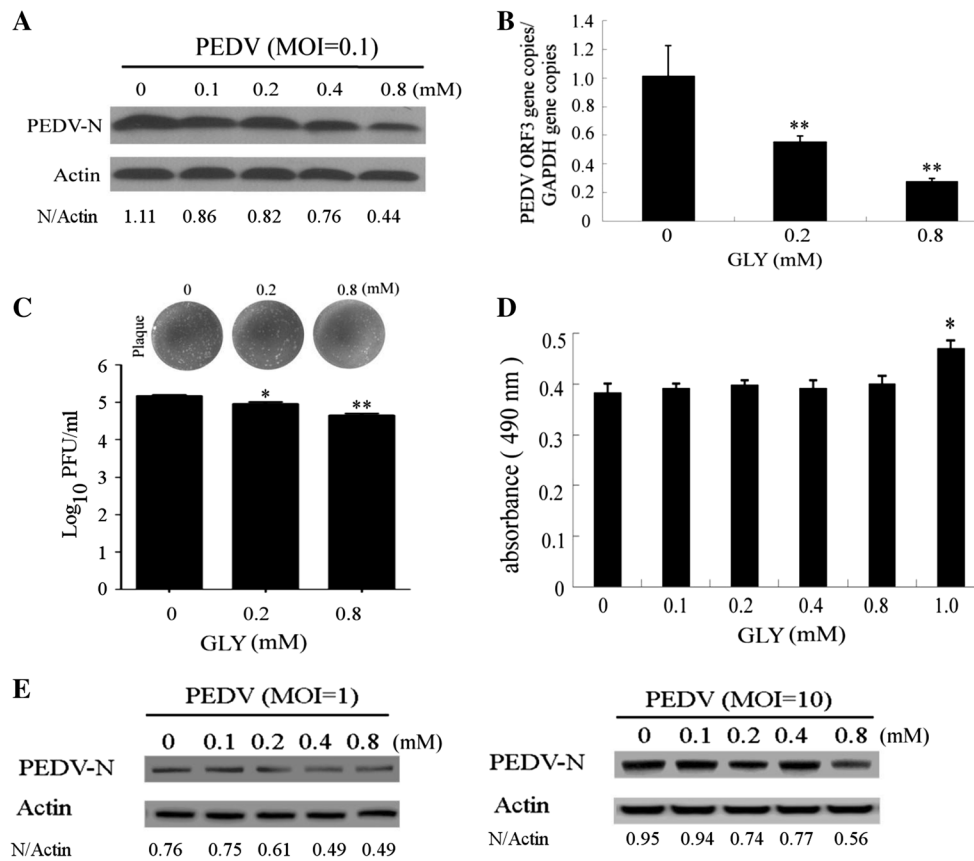 A
PEDV (MOI=0.1)
0 0.1 0.2 0.4 0.8 (mM)
PEDV-N
Actin
N/Actin 1.11 0.86 0.82 0.76 0.44
B
PEDV ORF3 gene copies/
GAPDH gene copies
1.4
1.2
1.0
0.8
0.6
0.4
0.2
0
**
**
0 0.2 0.8
GLY (mM)
C
0 0.2 0.8 (mM)
Plaque
Log10 PFU/ml
6
5
4
3
2
1
0
*
**
0 0.2 0.8
GLY (mM)
D
absorbance ( 490 nm )
0.5
0.4
0.3
0.2
0.1
0
*
0 0.1 0.2 0.4 0.8 1.0
GLY (mM)
E
PEDV (MOI=1)
0 0.1 0.2 0.4 0.8 (mM)
PEDV-N
Actin
N/Actin 0.76 0.75 0.61 0.49 0.49
PEDV (MOI=10)
0 0.1 0.2 0.4 0.8 (mM)
PEDV-N
Actin
N/Actin 0.95 0.94 0.74 0.77 0.56